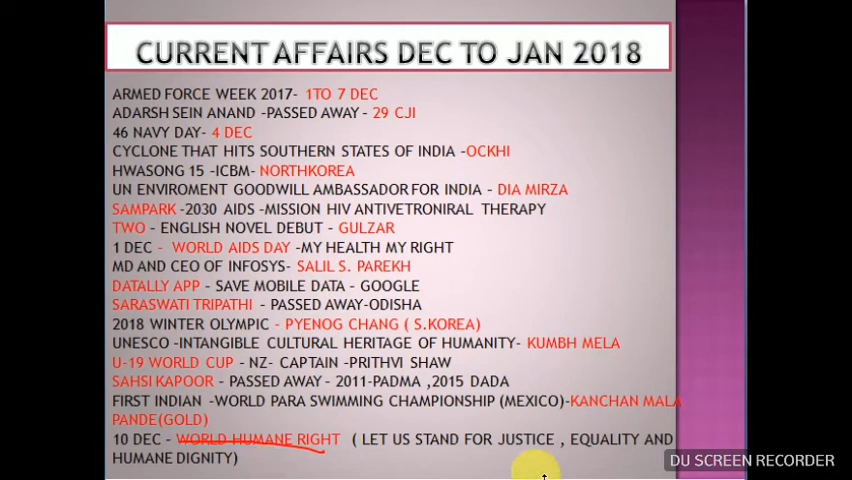 CURRENT AFFAIRS DEC TO JAN 2018
ARMED FORCE WEEK 2017- 1TO 7 DEC
ADARSH SEIN ANAND -PASSED AWAY- 29 CJI
46 NAVY DAY- 4 DEC
CYCLONE THAT HITS SOUTHERN STATES OF INDIA -OCKHI
HWASONG 15 -ICBM- NORTHKOREA
UN ENVIROMENT GOODWILL AMBASSADOR FOR INDIA - DIA MIRZA
SAMPARK -2030 AIDS -MISSION HIV ANTIVETRONIRAL THERAPY
TWO - ENGLISH NOVEL DEBUT - GULZAR
1 DEC - WORLD AIDS DAY -MY HEALTH MY RIGHT
MD AND CEO OF INFOSYS- SALIL S. PAREKH
DATALLY APP - SAVE MOBILE DATA - GOOGLE
SARASWATI TRIPATHI - PASSED AWAY-ODISHA
2018 WINTER OLYMPIC - PYENOG CHANG ( S.KOREA)
UNESCO -INTANGIBLE CULTURAL HERITAGE OF HUMANITY- KUMBH MELA
U-19 WORLD CUP - NZ- CAPTAIN -PRITHVI SHAW
SAHSI KAPOOR - PASSED AWAY - 2011-PADMA ,2015 DADA
FIRST INDIAN -WORLD PARA SWIMMING CHAMPIONSHIP (MEXICO)-KANCHAN MALA
PANDE(GOLD)
10 DEC - WORLD HUMANE RIGHT ( LET US STAND FOR JUSTICE , EQUALITY AND
HUMANE DIGNITY)
DU SCREEN RECORDER